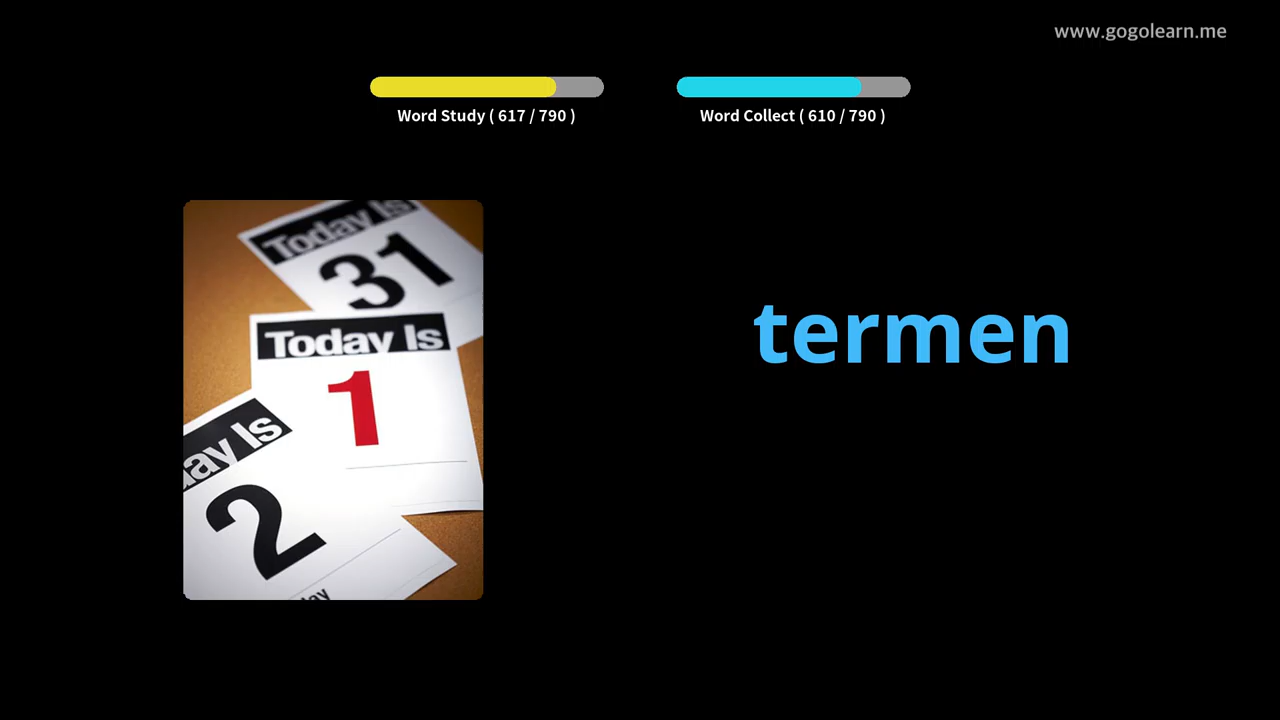 www.gogolearn.me
Word Study ( 617 / 790 )
Word Collect ( 610 / 790 )
Today Is
31
Today Is
1
termen
ay Is
2
ay